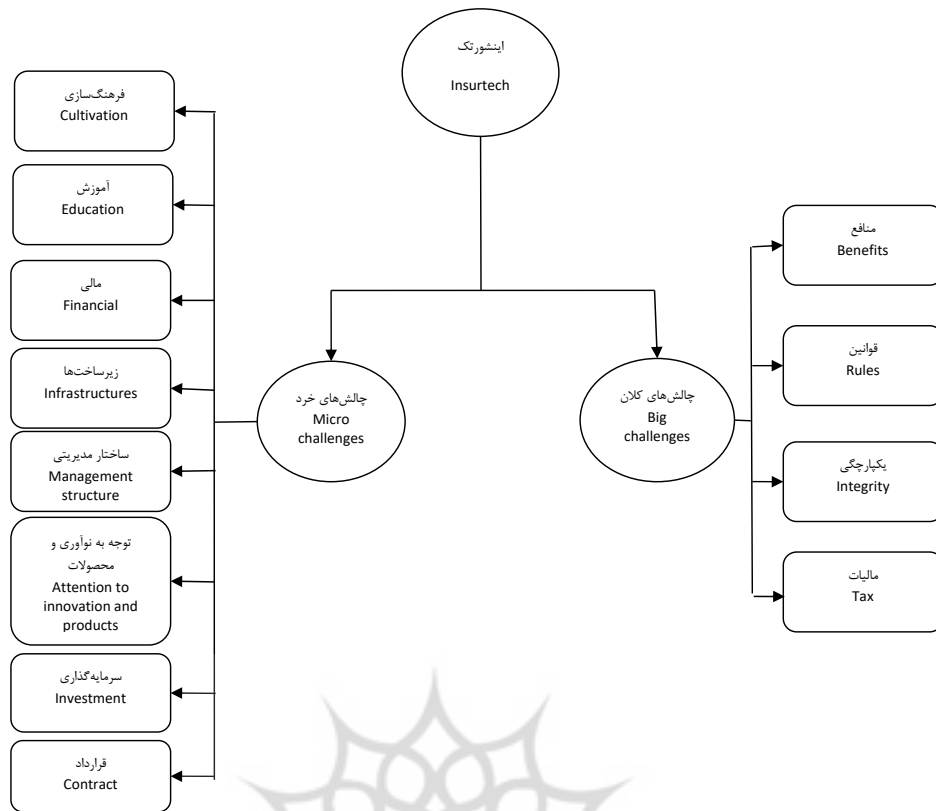 اینشورتک
Insurtech
فرهنگ‌سازی
Cultivation
آموزش
Education
مالی
Financial
زیرساخت‌ها
Infrastructures
ساختار مدیریتی
Management
structure
توجه به نوآوری و
محصولات
Attention to
innovation and
products
سرمایه‌گذاری
Investment
قرارداد
Contract
چالش‌های خرد
Micro
challenges
چالش‌های کلان
Big
challenges
منافع
Benefits
قوانین
Rules
یکپارچگی
Integrity
مالیات
Tax